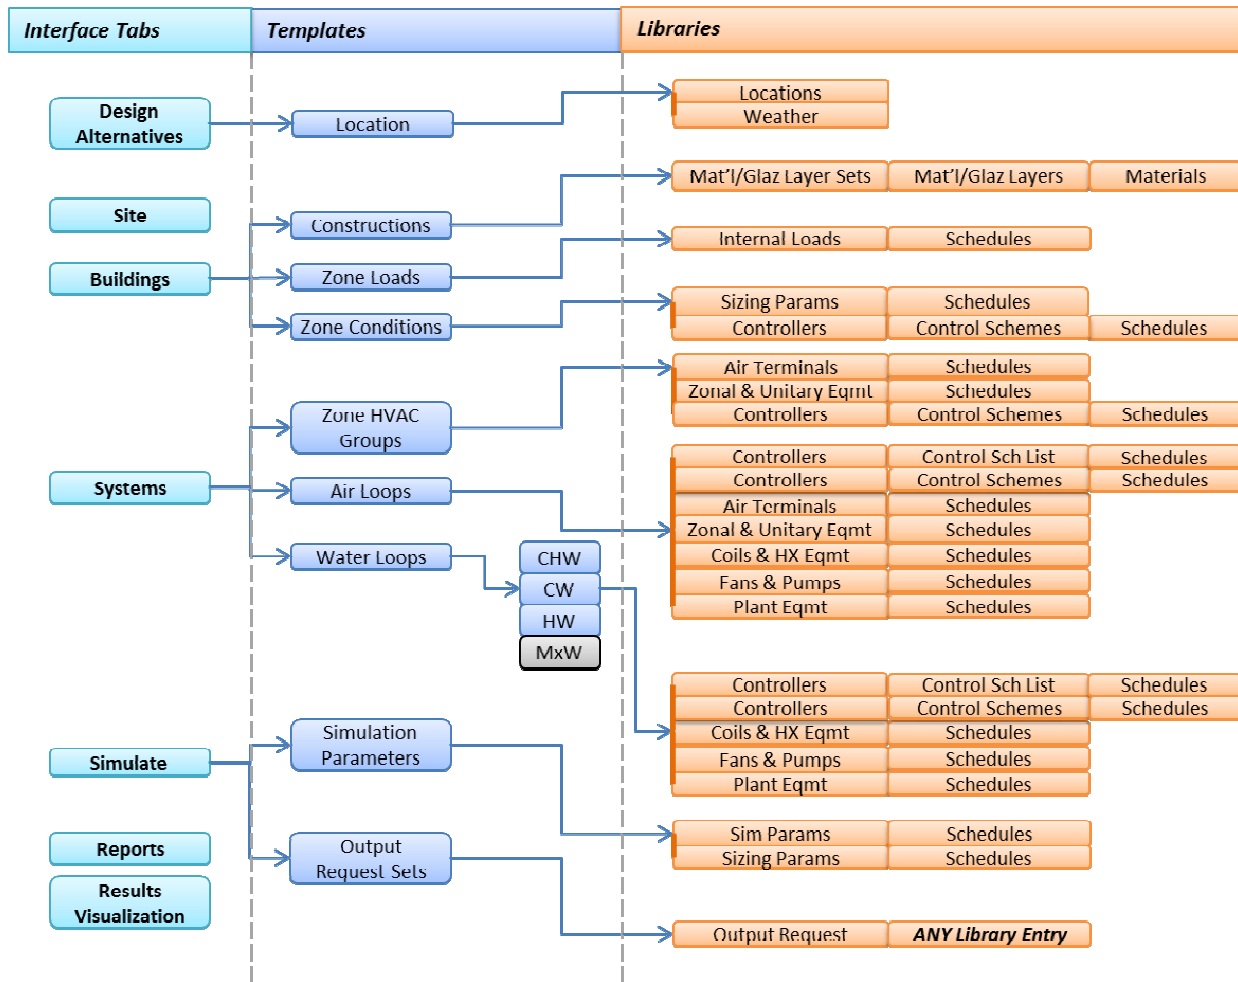 Interface Tabs
Templates
Libraries
Design
Alternatives
Location
Locations
Weather
Mat'l/Glaz Layer Sets
Mat'l/Glaz Layers
Materials
Site
Constructions
Internal Loads
Schedules
Buildings
Zone Loads
Sizing Params
Schedules
Zone Conditions
Controllers
Control Schemes
Schedules
Air Terminals
Schedules
Zonal & Unitary Eqmt
Schedules
Zone HVAC
Groups
Controllers
Control Schemes
Schedules
Controllers
Control Sch List
Schedules
Controllers
Control Schemes
Schedules
Systems
Air Loops
Air Terminals
Schedules
Zonal & Unitary Eqmt
Schedules
Water Loops
Coils & HX Eqmt
Schedules
Fans & Pumps
Schedules
Plant Eqmt
Schedules
CHW
CW
HW
MxW
Controllers
Control Sch List
Schedules
Controllers
Control Schemes
Schedules
Coils & HX Eqmt
Schedules
Fans & Pumps
Schedules
Plant Eqmt
Schedules
Simulate
Simulation
Parameters
Sim Params
Schedules
Sizing Params
Schedules
Reports
Output
Request Sets
Results
Visualization
Output Request
ANY Library Entry